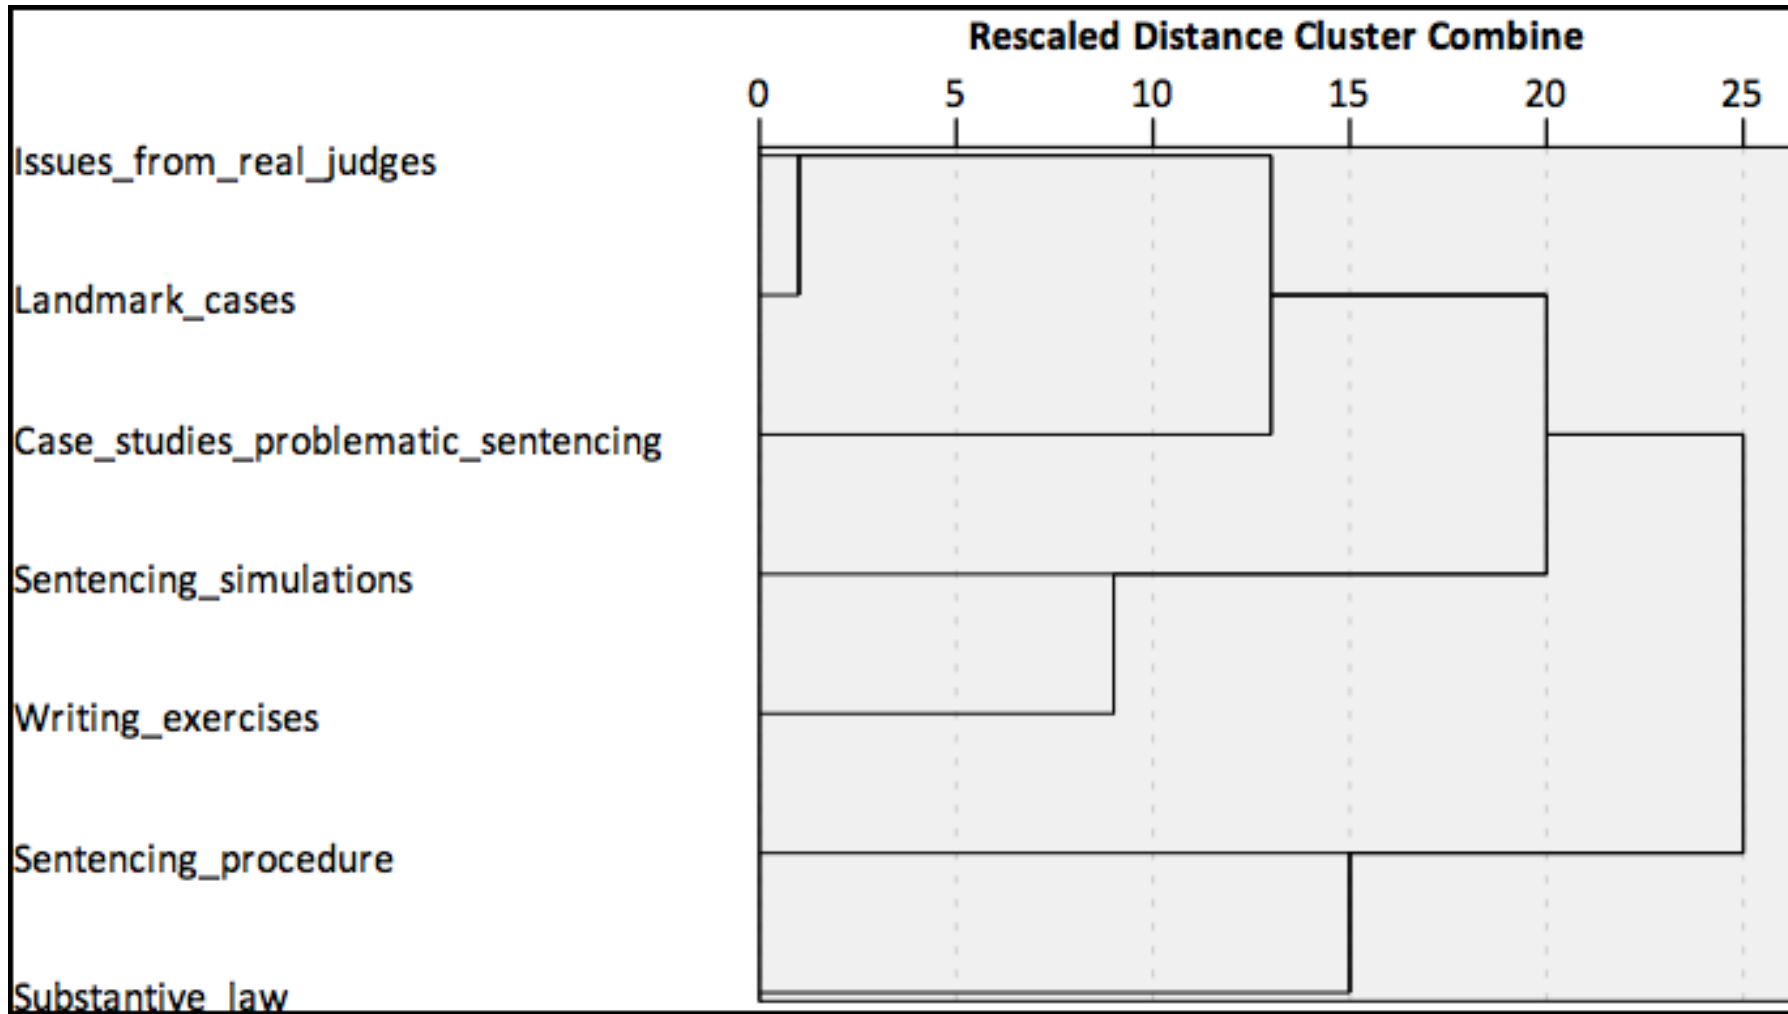 Rescaled Distance Cluster Combine
0 5 10 15 20 25
Issues_from_real_judges
Landmark_cases
Case_studies_problematic_sentencing
Sentencing_simulations
Writing_exercises
Sentencing_procedure
Substantive_law